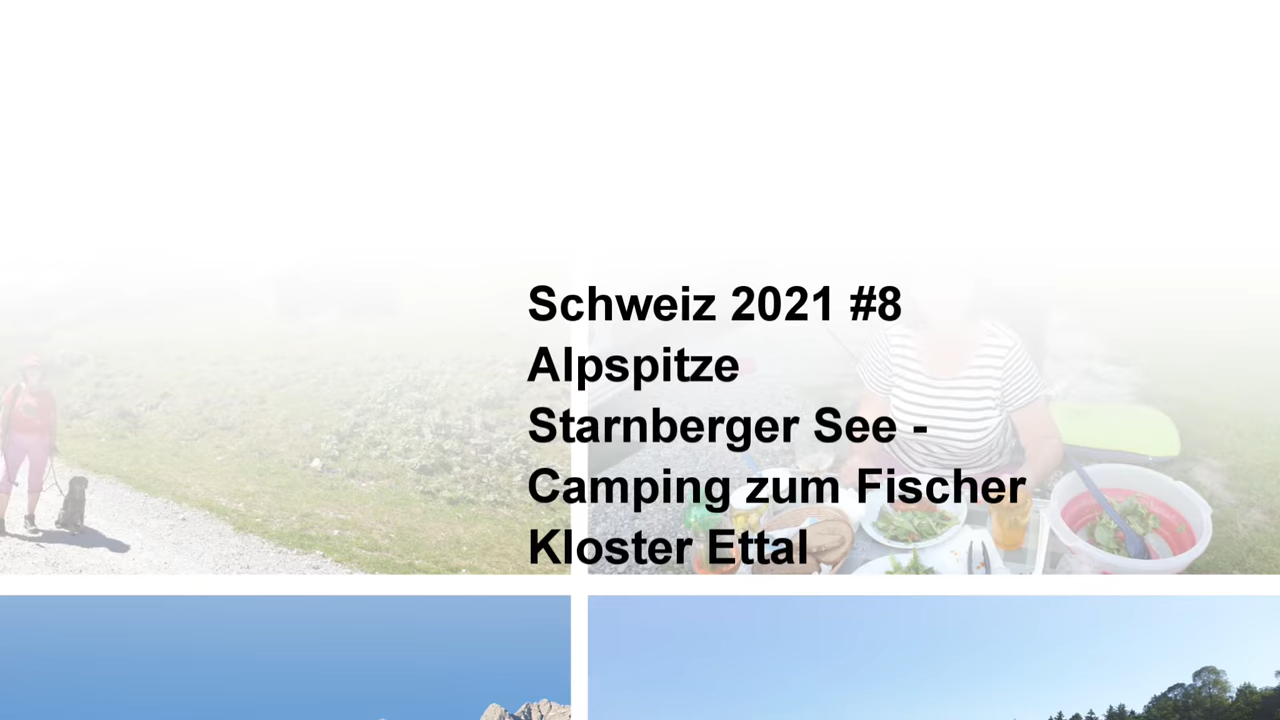 Schweiz 2021 #8
Alpspitze
Starnberger See -
Camping zum Fischer
Kloster Ettal